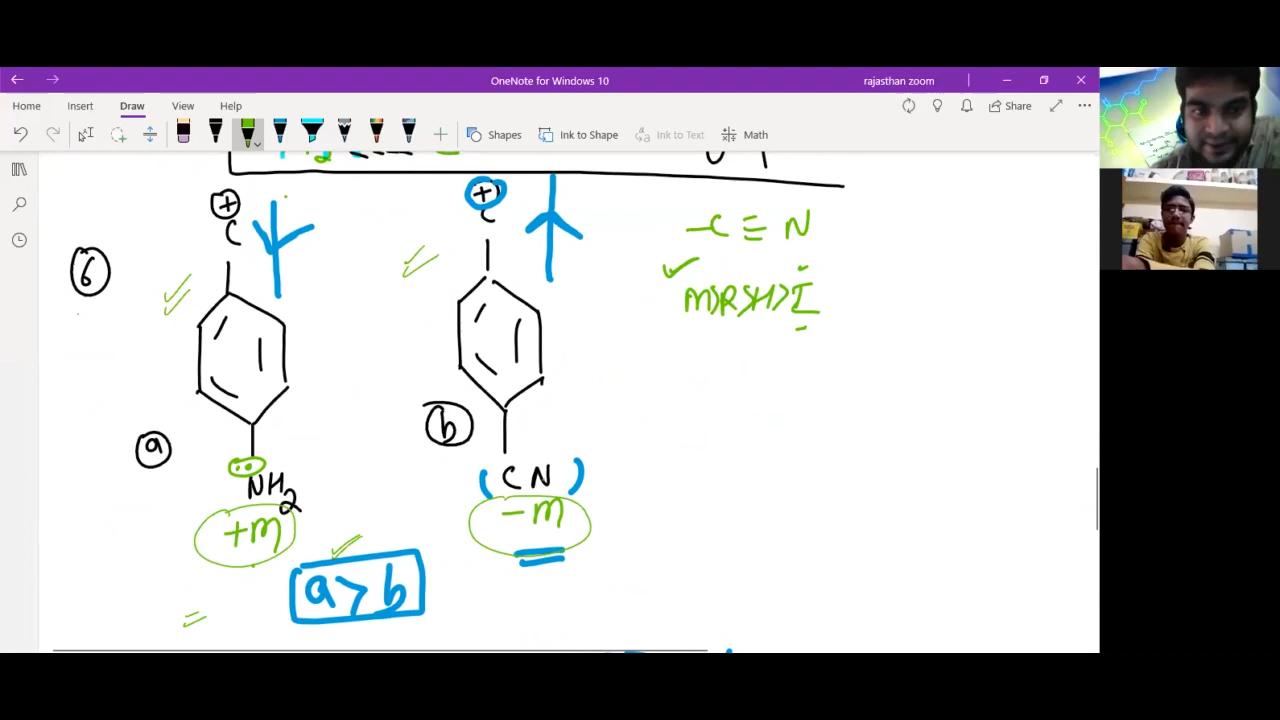 OneNote for Windows 10
rajasthan zoom
Home Insert Draw View Help
Share
Shapes
Ink to Shape
Ink to Text
Math
6
+
C
+
C
-C≡N
M>R>H>I
a
NH2
+m
b
(CN)
-m
a>b
=